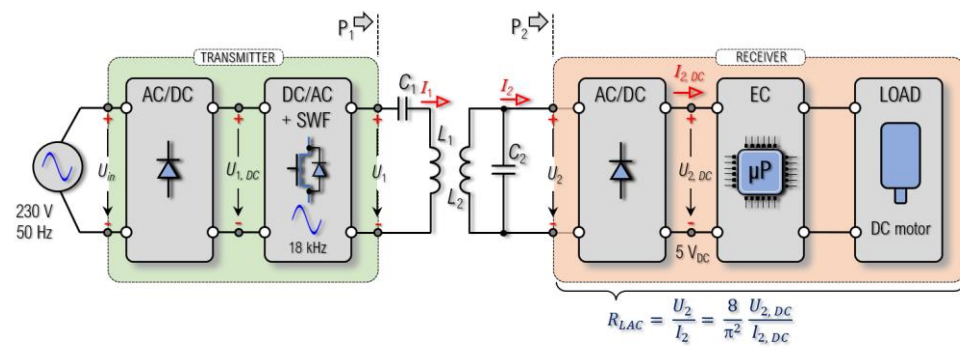 P1 P2
TRANSMITTER RECEIVER
AC/DC DC/AC + SWF C1 I1 I2 AC/DC I2, DC EC LOAD
+ + + + +
Uin U1, DC U1 L1 L2 C2 U2 U2, DC µP
- - - - -
230 V
50 Hz
18 kHz
5 VDC
DC motor
RLAC = U2/I2 = 8/π² U2, DC/I2, DC